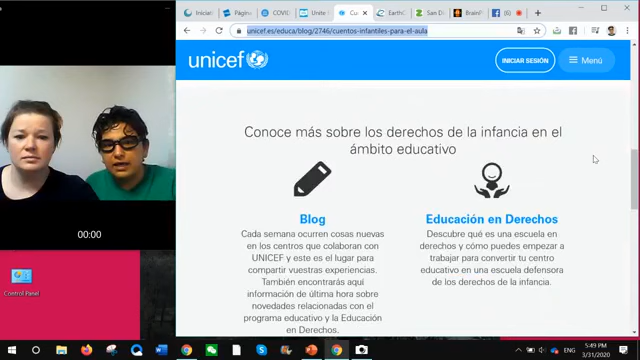 Iniciai
Págin
COVID
Unite f
Cu
EarthC
San D
BrainP
unicef.es/educa/blog/2746/cuentos-infantiles-para-el-aula
unicef
INICIAR SESIÓN
Menú
Conoce más sobre los derechos de la infancia en el
ámbito educativo
Blog
Cada semana ocurren cosas nuevas
en los centros que colaboran con
UNICEF y este es el lugar para
compartir vuestras experiencias.
También encontrarás aquí
información de última hora sobre
novedades relacionadas con el
programa educativo y la Educación
en Derechos.
Educación en Derechos
Descubre qué es una escuela en
derechos y cómo puedes empezar a
trabajar para convertir tu centro
educativo en una escuela defensora
de los derechos de la infancia.
00:00
Control Panel
ENG
5:49 PM
3/31/2020